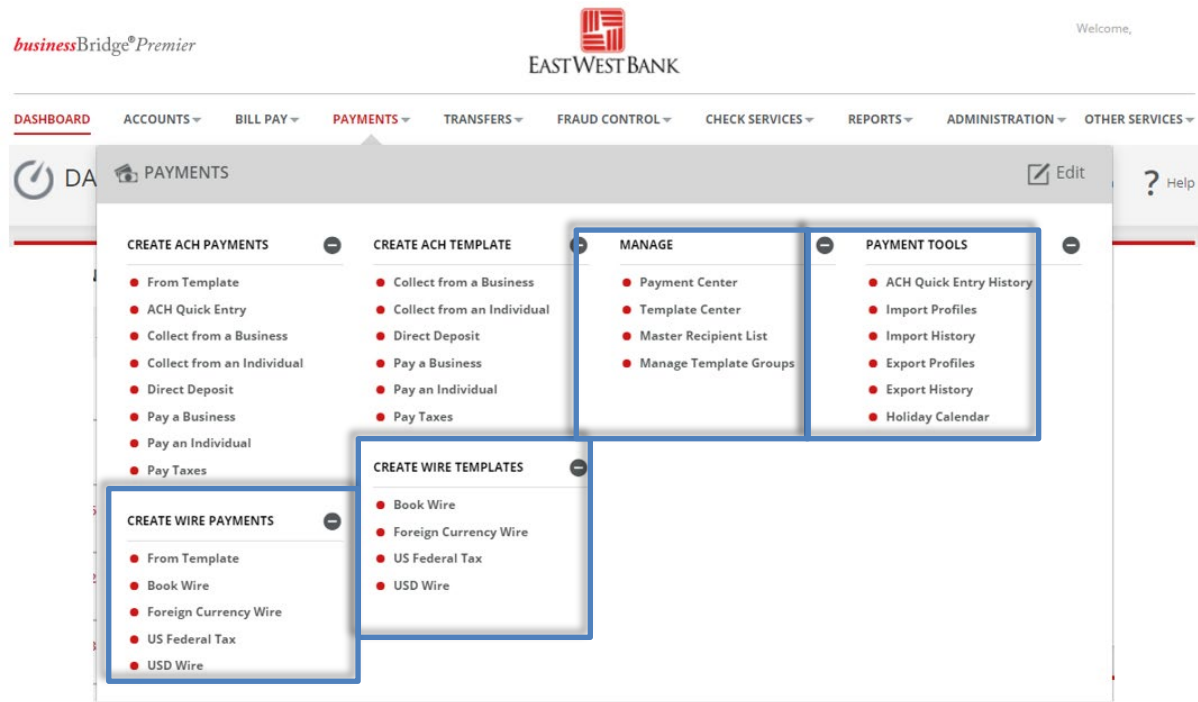 businessBridge® Premier
Welcome,
EASTWEST BANK
DASHBOARD ACCOUNTS BILL PAY PAYMENTS TRANSFERS FRAUD CONTROL CHECK SERVICES REPORTS ADMINISTRATION OTHER SERVICES
DA
PAYMENTS
Edit
? Help
CREATE ACH PAYMENTS
From Template
ACH Quick Entry
Collect from a Business
Collect from an Individual
Direct Deposit
Pay a Business
Pay an Individual
Pay Taxes
CREATE WIRE PAYMENTS
From Template
Book Wire
Foreign Currency Wire
US Federal Tax
USD Wire
CREATE ACH TEMPLATE
Collect from a Business
Collect from an Individual
Direct Deposit
Pay a Business
Pay an Individual
Pay Taxes
CREATE WIRE TEMPLATES
Book Wire
Foreign Currency Wire
US Federal Tax
USD Wire
MANAGE
Payment Center
Template Center
Master Recipient List
Manage Template Groups
PAYMENT TOOLS
ACH Quick Entry History
Import Profiles
Import History
Export Profiles
Export History
Holiday Calendar